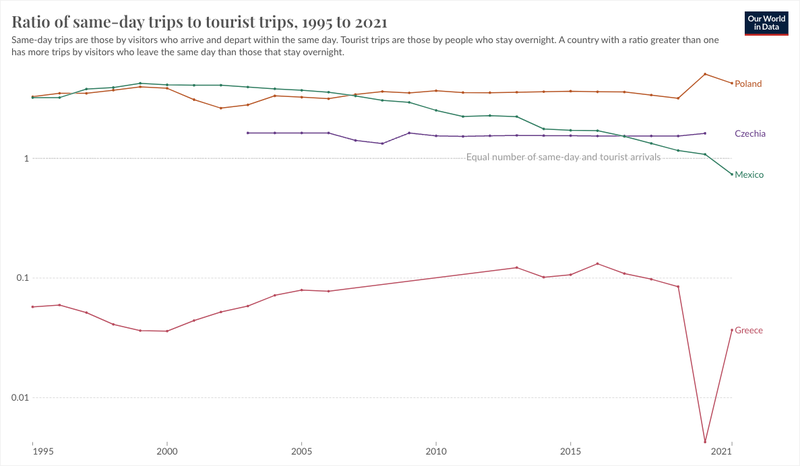 Ratio of same-day trips to tourist trips, 1995 to 2021
Our World
in Data
Same-day trips are those by visitors who arrive and depart within the same day. Tourist trips are those by people who stay overnight. A country with a ratio greater than one
has more trips by visitors who leave the same day than those that stay overnight.
Poland
Czechia
1
Equal number of same-day and tourist arrivals
Mexico
0.1
Greece
0.01
1995
2000
2005
2010
2015
2021